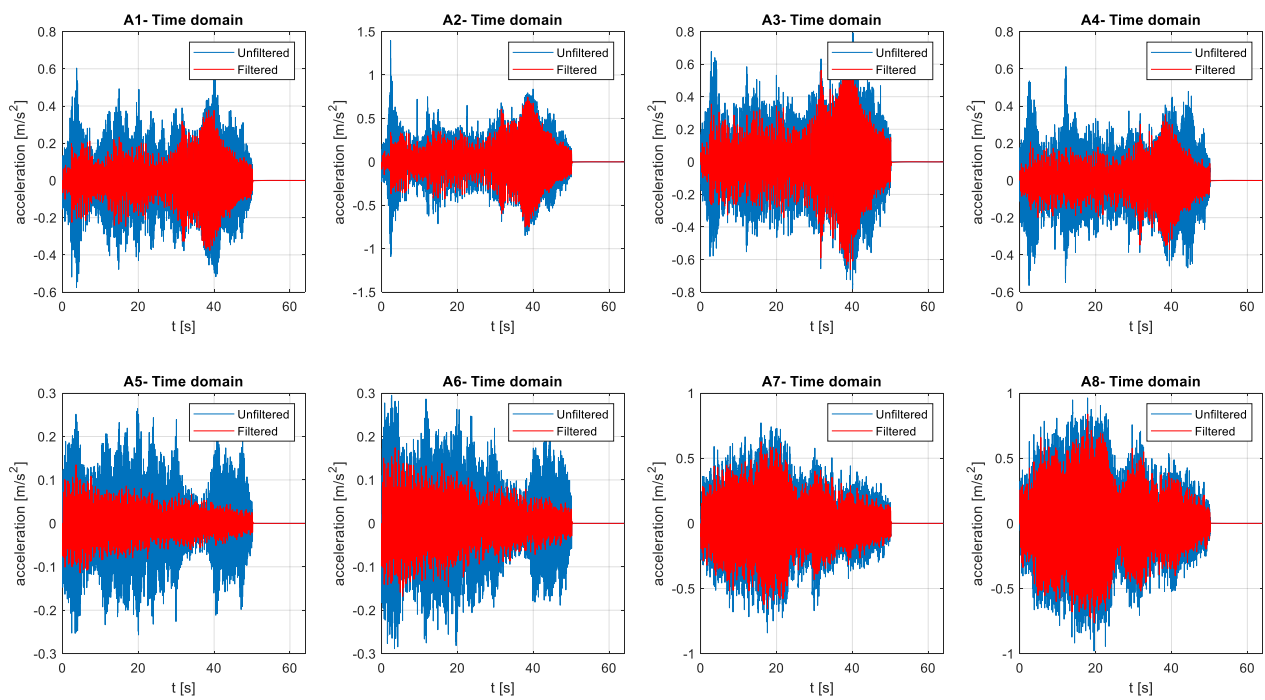 A1- Time domain
Unfiltered
Filtered
acceleration [m/s²]
0.8
0.6
0.4
0.2
0
-0.2
-0.4
-0.6
0
20
40
60
t [s]
A2- Time domain
Unfiltered
Filtered
acceleration [m/s²]
1.5
1
0.5
0
-0.5
-1
-1.5
0
20
40
60
t [s]
A3- Time domain
Unfiltered
Filtered
acceleration [m/s²]
0.8
0.6
0.4
0.2
0
-0.2
-0.4
-0.6
-0.8
0
20
40
60
t [s]
A4- Time domain
Unfiltered
Filtered
acceleration [m/s²]
0.8
0.6
0.4
0.2
0
-0.2
-0.4
-0.6
0
20
40
60
t [s]
A5- Time domain
Unfiltered
Filtered
acceleration [m/s²]
0.3
0.2
0.1
0
-0.1
-0.2
-0.3
0
20
40
60
t [s]
A6- Time domain
Unfiltered
Filtered
acceleration [m/s²]
0.3
0.2
0.1
0
-0.1
-0.2
-0.3
0
20
40
60
t [s]
A7- Time domain
Unfiltered
Filtered
acceleration [m/s²]
1
0.5
0
-0.5
-1
0
20
40
60
t [s]
A8- Time domain
Unfiltered
Filtered
acceleration [m/s²]
1
0.5
0
-0.5
-1
0
20
40
60
t [s]